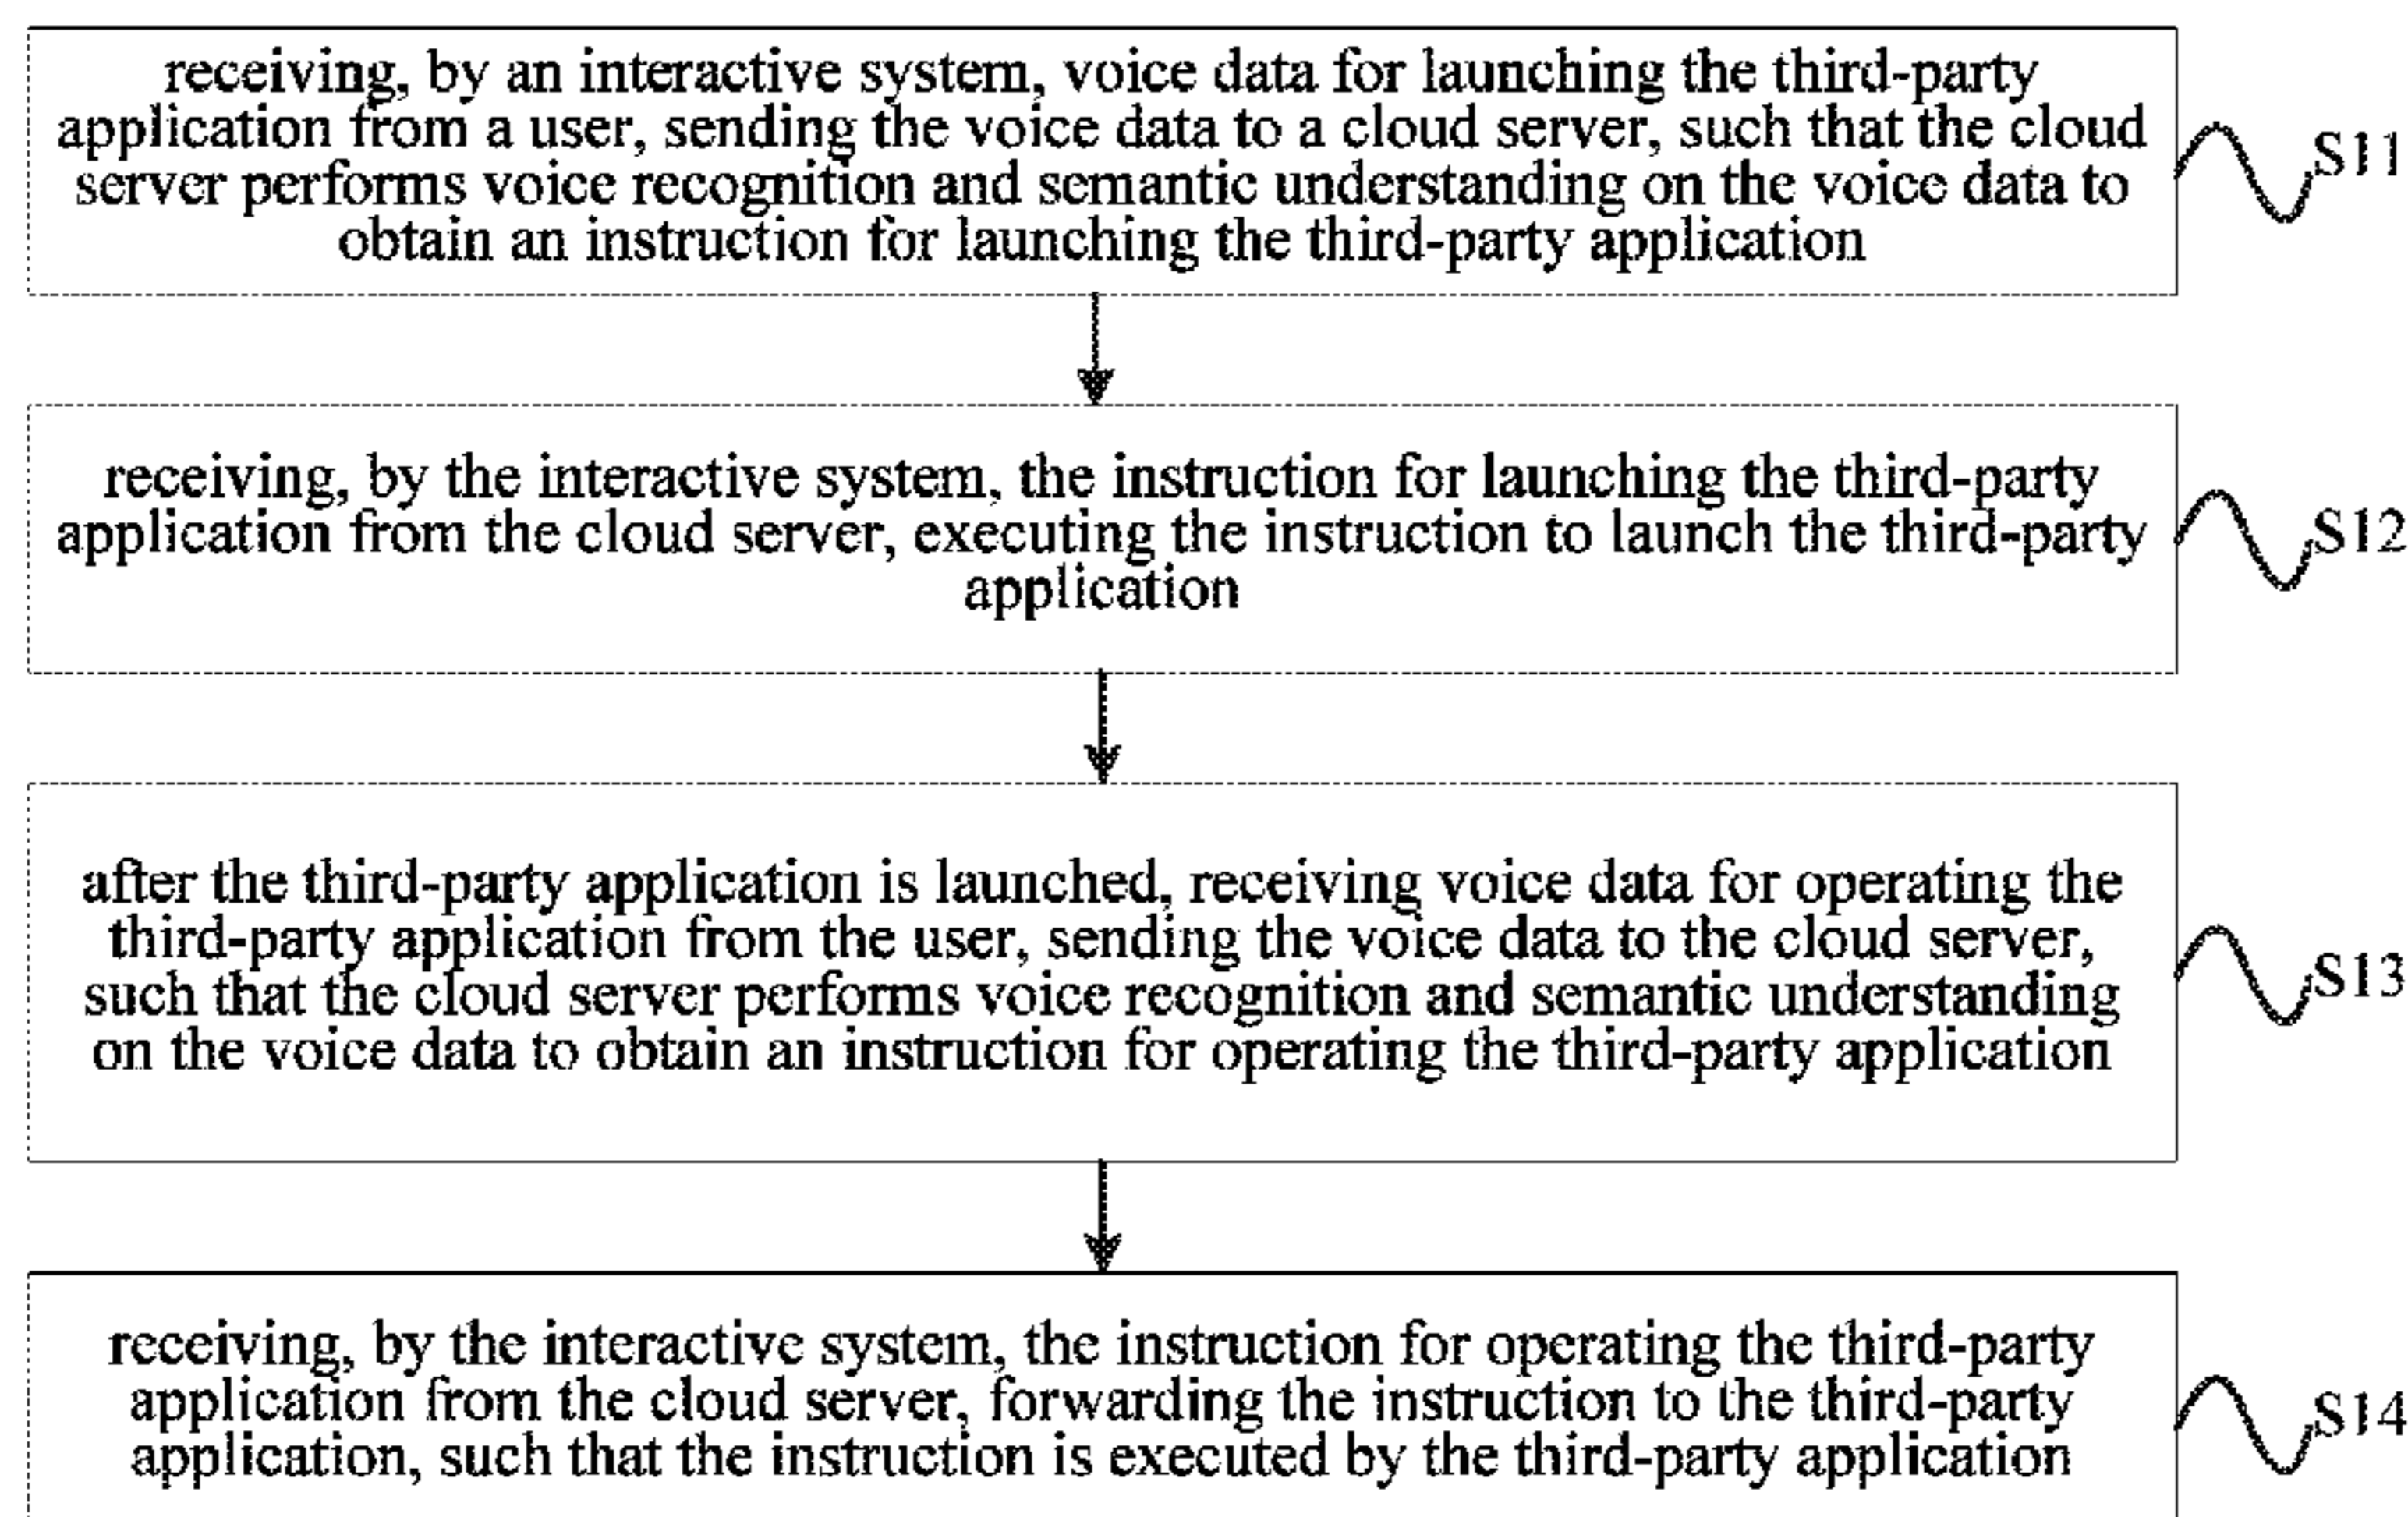 receiving, by an interactive system, voice data for launching the third-party
application from a user, sending the voice data to a cloud server, such that the cloud
server performs voice recognition and semantic understanding on the voice data to
obtain an instruction for launching the third-party application
S11
receiving, by the interactive system, the instruction for launching the third-party
application from the cloud server, executing the instruction to launch the third-party
application
S12
after the third-party application is launched, receiving voice data for operating the
third-party application from the user, sending the voice data to the cloud server,
such that the cloud server performs voice recognition and semantic understanding
on the voice data to obtain an instruction for operating the third-party application
S13
receiving, by the interactive system, the instruction for operating the third-party
application from the cloud server, forwarding the instruction to the third-party
application, such that the instruction is executed by the third-party application
S14